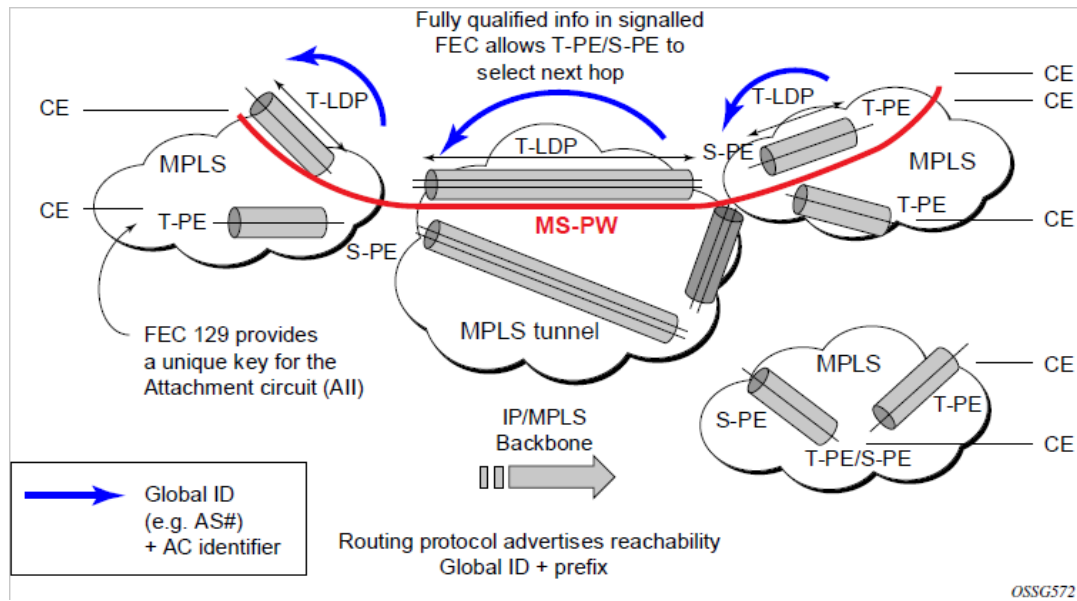 Fully qualified info in signalled
FEC allows T-PE/S-PE to
select next hop
CE
T-LDP
MPLS
CE
T-PE
S-PE
T-LDP
MS-PW
MPLS tunnel
T-LDP
T-PE
S-PE
MPLS
T-PE
CE
CE
CE
FEC 129 provides
a unique key for the
Attachment circuit (AII)
MPLS
S-PE
T-PE
T-PE/S-PE
CE
CE
IP/MPLS
Backbone
Global ID
(e.g. AS#)
+ AC identifier
Routing protocol advertises reachability
Global ID + prefix
OSSG572